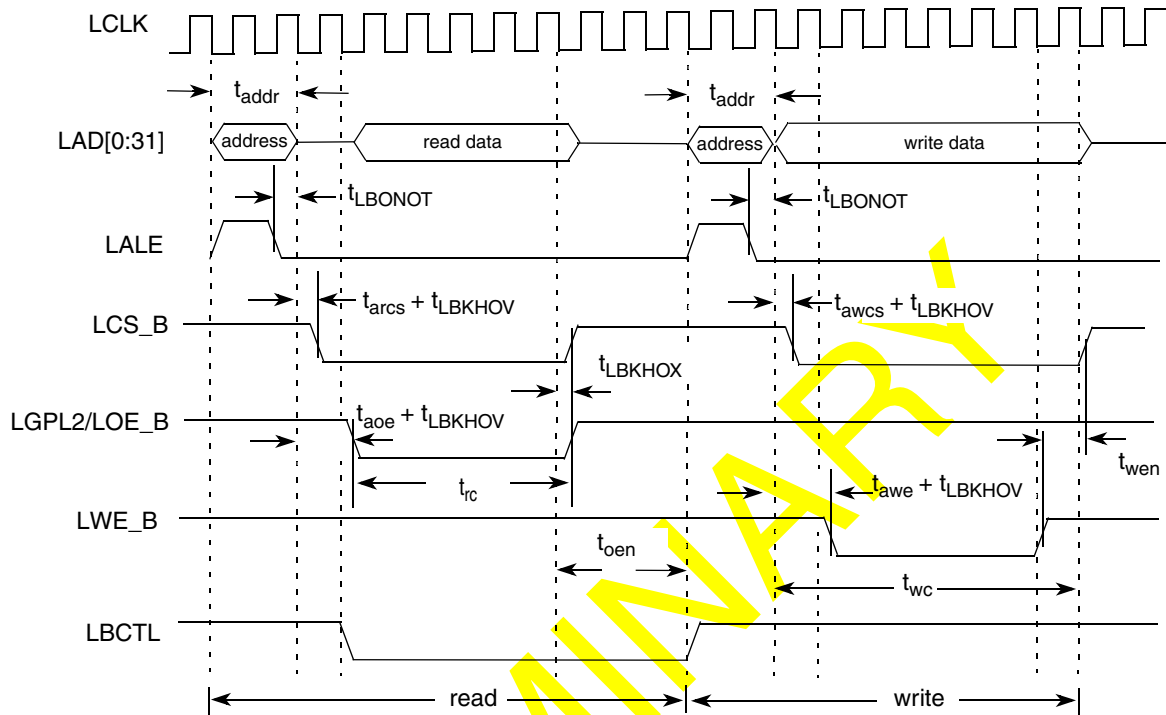 LCLK
t_addr t_addr
LAD[0:31] address read data address write data
t_LBONOT t_LBONOT
LALE
t_arcs + t_LBKHOV t_awcs + t_LBKHOV
LCS_B
t_LBKHOX
LGPL2/LOE_B t_aoe + t_LBKHOV
t_wen
t_rc t_awe + t_LBKHOV
LWE_B
t_oen
t_wc
LBCTL
read write
MINARY